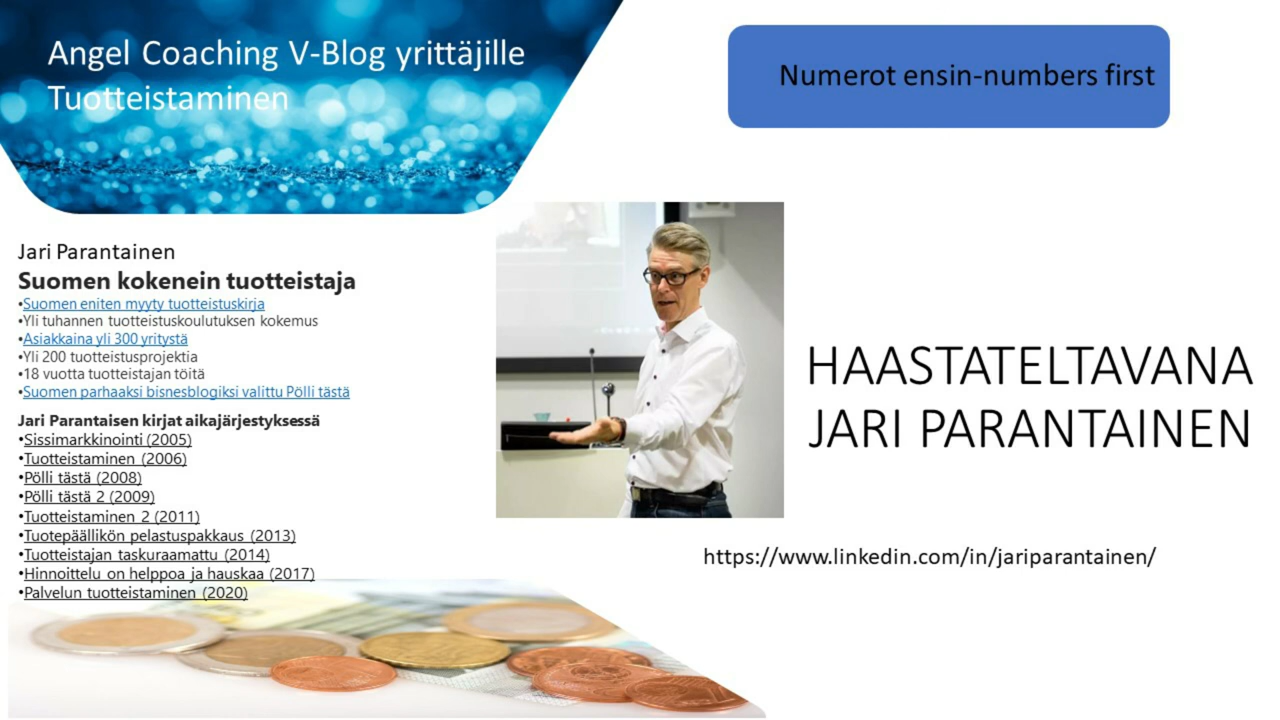 Angel Coaching V-Blog yrittäjille
Tuotteistaminen
Numerot ensin-numbers first
Jari Parantainen
Suomen kokenein tuotteistaja
•Suomen eniten myyty tuotteistuskirja
•Yli tuhannen tuotteistuskoulutuksen kokemus
•Asiakkaina yli 300 yritystä
•Yli 200 tuotteistusprojektia
•18 vuotta tuotteistajan töitä
•Suomen parhaaksi bisnesblogiksi valittu Pölli tästä
Jari Parantaisen kirjat aikajärjestyksessä
•Sissimarkkinointi (2005)
•Tuotteistaminen (2006)
•Pölli tästä (2008)
•Pölli tästä 2 (2009)
•Tuotteistaminen 2 (2011)
•Tuotepäällikön pelastuspakkaus (2013)
•Tuotteistajan taskuraamattu (2014)
•Hinnoittelu on helppoa ja hauskaa (2017)
•Palvelun tuotteistaminen (2020)
HAASTATELTAVANA
JARI PARANTAINEN
https://www.linkedin.com/in/jariparantainen/